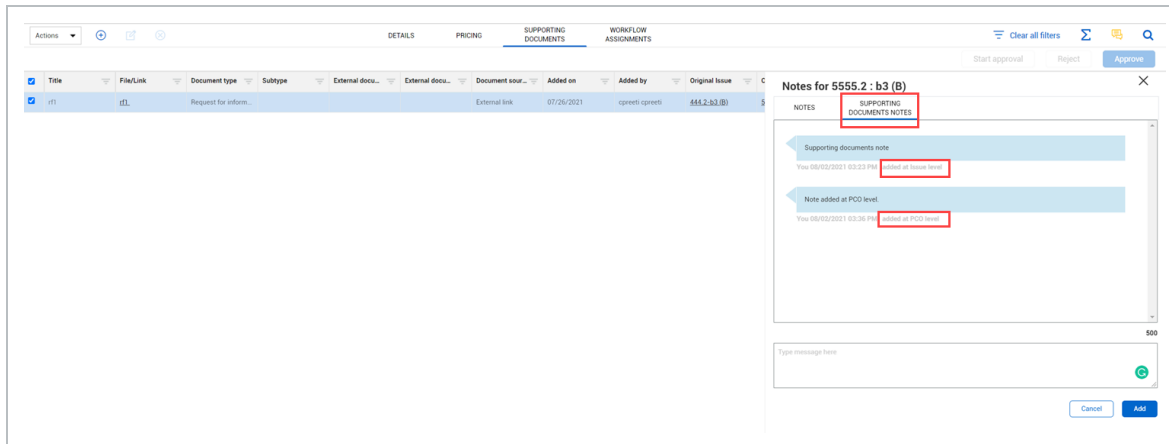 Actions
DETAILS
PRICING
SUPPORTING
DOCUMENTS
WORKFLOW
ASSIGNMENTS
Clear all filters
Start approval
Reject
Approve
Title
File/Link
Document type
Subtype
External docu...
External docu...
Document sour...
Added on
Added by
Original Issue
C
rf1
rf1
Request for inform...
External link
07/26/2021
cpreeti cpreeti
444.2-b3 (B)
5
Notes for 5555.2 : b3 (B)
NOTES
SUPPORTING
DOCUMENTS NOTES
Supporting documents note
You 08/02/2021 03:23 PM added at Issue level
Note added at PCO level.
You 08/02/2021 03:36 PM added at PCO level
500
Type message here
Cancel
Add